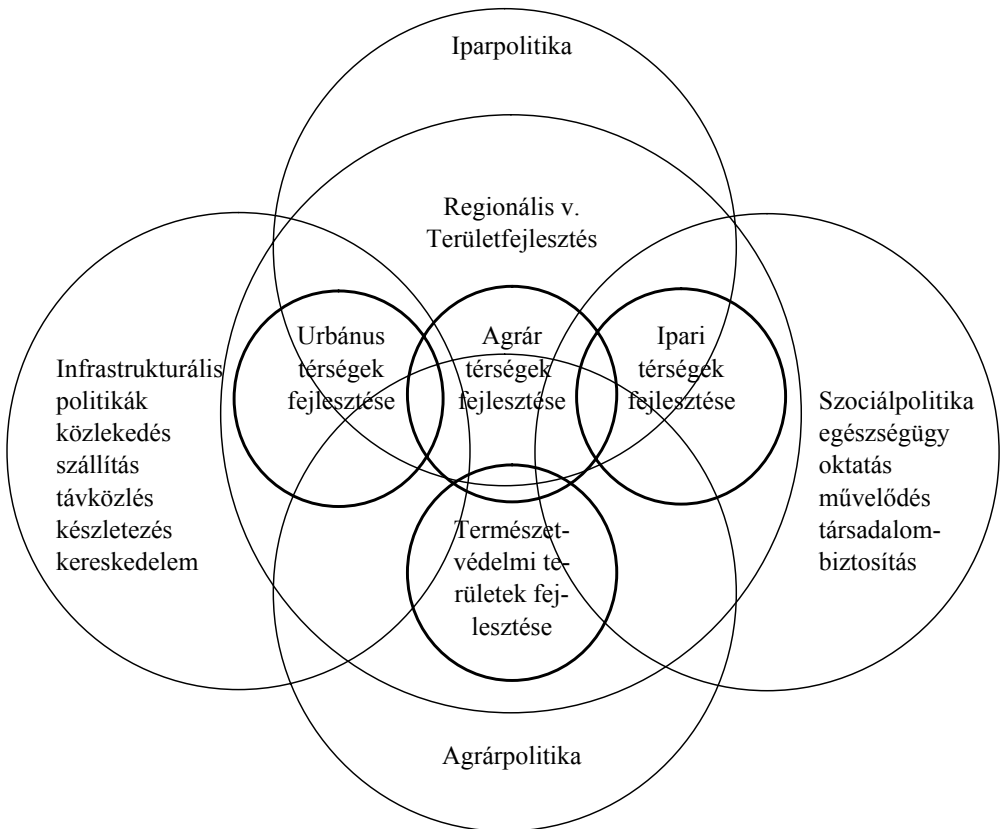 Iparpolitika
Regionális v.
Területfejlesztés
Urbánus
térségek
fejlesztése
Agrár
térségek
fejlesztése
Ipari
térségek
fejlesztése
Infrastrukturális
politikák
közlekedés
szállítás
távközlés
készletezés
kereskedelem
Szociálpolitika
egészségügy
oktatás
művelődés
társadalom-
biztosítás
Természet-
védelmi te-
rületek fej-
lesztése
Agrárpolitika